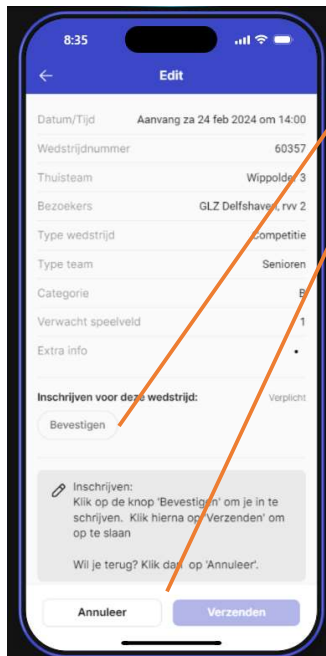 8:35
Edit
Datum/Tijd Aanvang za 24 feb 2024 om 14:00
Wedstrijdnummer 60357
Thuisteam Wippolder 3
Bezoekers GLZ Delfshaven, rvv 2
Type wedstrijd Competitie
Type team Senioren
Categorie B
Verwacht speelveld 1
Extra info •
Inschrijven voor deze wedstrijd: Verplicht
Bevestigen
Inschrijven:
Klik op de knop 'Bevestigen' om je in te
schrijven. Klik hierna op 'Verzenden' om
op te slaan
Wil je terug? Klik dan op 'Annuleer'.
Annuleer Verzenden